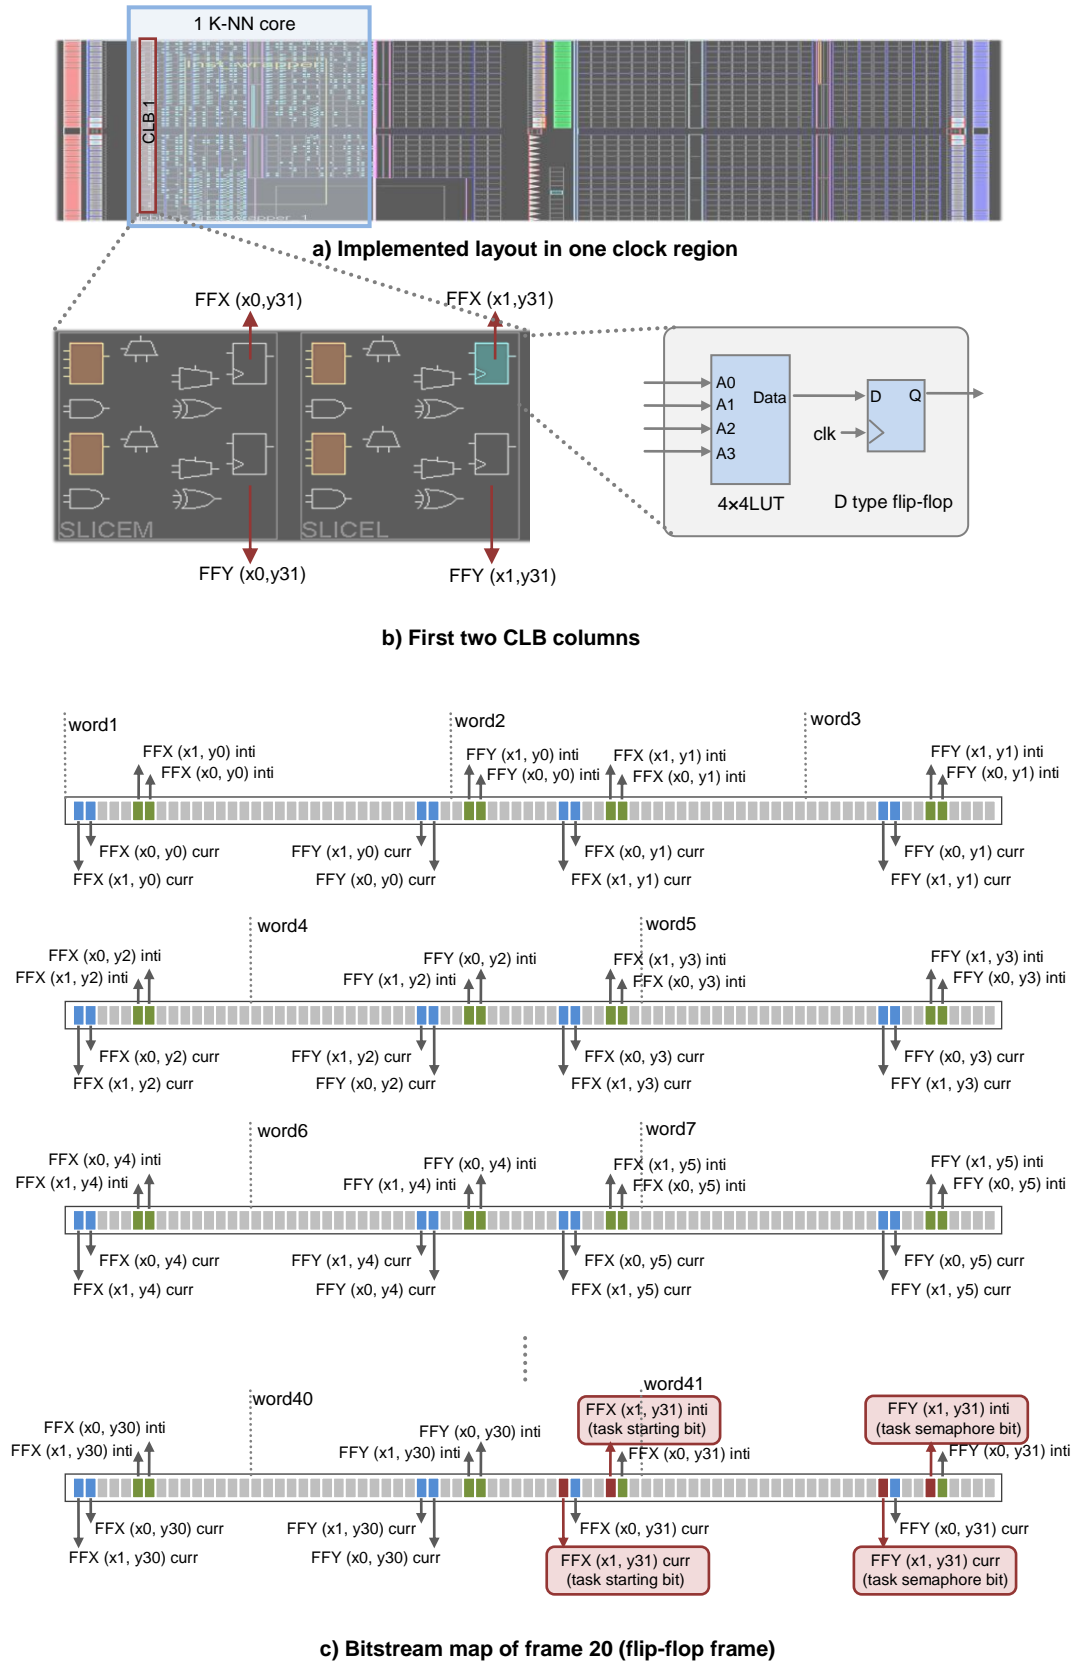 1 K-NN core
CLB 1
a) Implemented layout in one clock region
FFX (x0,y31)
FFX (x1,y31)
SLICEM
SLICEL
FFY (x0,y31)
FFY (x1,y31)
A0
A1
A2
A3
Data
D
Q
clk
4×4LUT
D type flip-flop
b) First two CLB columns
word1
word2
word3
FFX (x1, y0) inti
FFX (x0, y0) inti
FFY (x1, y0) inti
FFY (x0, y0) inti
FFX (x1, y1) inti
FFX (x0, y1) inti
FFY (x1, y1) inti
FFY (x0, y1) inti
FFX (x0, y0) curr
FFX (x1, y0) curr
FFY (x1, y0) curr
FFY (x0, y0) curr
FFX (x0, y1) curr
FFX (x1, y1) curr
FFY (x0, y1) curr
FFY (x1, y1) curr
word4
word5
FFX (x0, y2) inti
FFX (x1, y2) inti
FFY (x0, y2) inti
FFY (x1, y2) inti
FFX (x1, y3) inti
FFX (x0, y3) inti
FFY (x1, y3) inti
FFY (x0, y3) inti
FFX (x0, y2) curr
FFX (x1, y2) curr
FFY (x1, y2) curr
FFY (x0, y2) curr
FFX (x0, y3) curr
FFX (x1, y3) curr
FFY (x0, y3) curr
FFY (x1, y3) curr
word6
word7
FFX (x0, y4) inti
FFX (x1, y4) inti
FFY (x0, y4) inti
FFY (x1, y4) inti
FFX (x1, y5) inti
FFX (x0, y5) inti
FFY (x1, y5) inti
FFY (x0, y5) inti
FFX (x0, y4) curr
FFX (x1, y4) curr
FFY (x1, y4) curr
FFY (x0, y4) curr
FFX (x0, y5) curr
FFX (x1, y5) curr
FFY (x0, y5) curr
FFY (x1, y5) curr
word40
word41
FFX (x0, y30) inti
FFX (x1, y30) inti
FFY (x0, y30) inti
FFY (x1, y30) inti
FFX (x1, y31) inti
(task starting bit)
FFX (x0, y31) inti
FFY (x1, y31) inti
(task semaphore bit)
FFY (x0, y31) inti
FFX (x0, y30) curr
FFX (x1, y30) curr
FFY (x1, y30) curr
FFY (x0, y30) curr
FFX (x0, y31) curr
FFX (x1, y31) curr
(task starting bit)
FFY (x0, y31) curr
FFY (x1, y31) curr
(task semaphore bit)
c) Bitstream map of frame 20 (flip-flop frame)